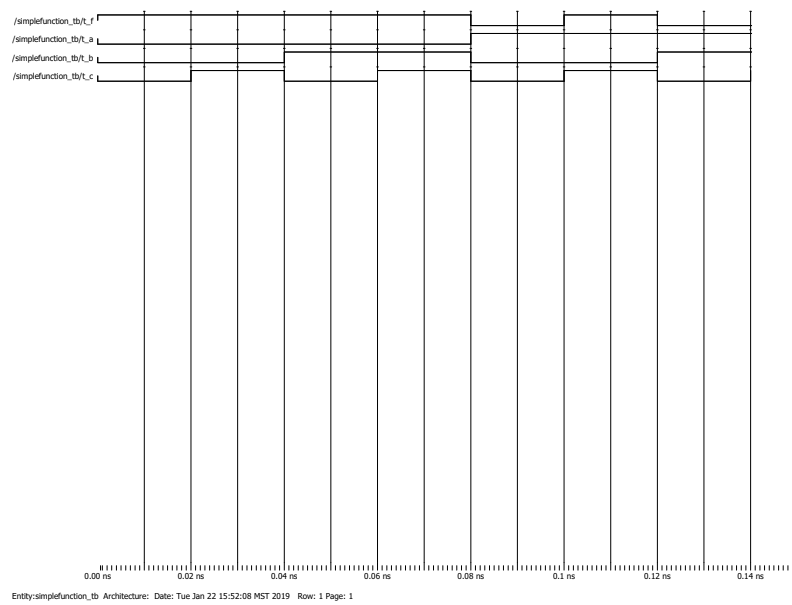 /simplefunction_tb/t_f
/simplefunction_tb/t_a
/simplefunction_tb/t_b
/simplefunction_tb/t_c
0.00 ns 0.02 ns 0.04 ns 0.06 ns 0.08 ns 0.1 ns 0.12 ns 0.14 ns
Entity:simplefunction_tb Architecture: Date: Tue Jan 22 15:52:08 MST 2019 Row: 1 Page: 1